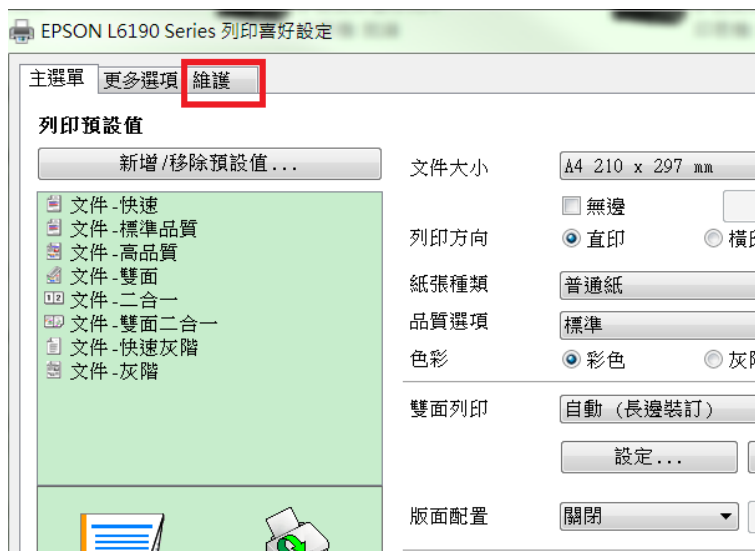 EPSON L6190 Series 列印喜好設定
主選單 更多選項 維護
列印預設值
新增/移除預設值...
文件-快速
文件-標準品質
文件-高品質
文件-雙面
文件-二合一
文件-雙面二合一
文件-快速灰階
文件-灰階
文件大小 A4 210 x 297 mm
無邊
列印方向 直印 橫
紙張種類 普通紙
品質選項 標準
色彩 彩色 灰
雙面列印 自動 (長邊裝訂)
設定...
版面配置 關閉